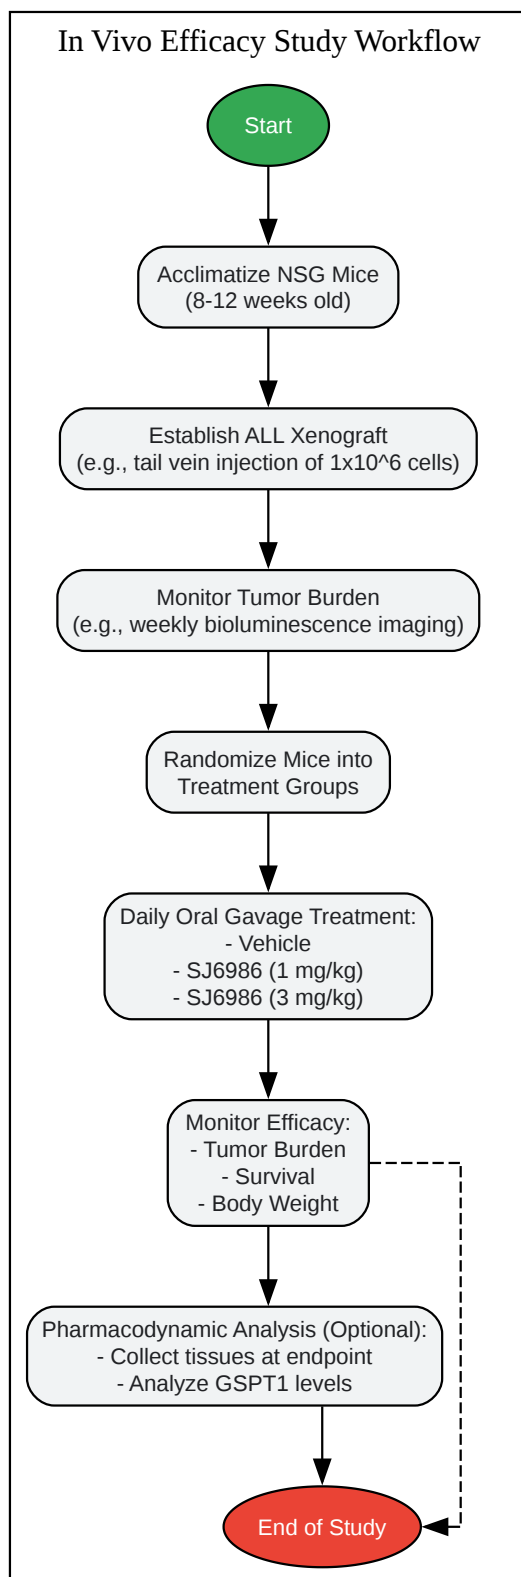 In Vivo Efficacy Study Workflow
Start
Acclimatize NSG Mice
(8-12 weeks old)
Establish ALL Xenograft
(e.g., tail vein injection of 1x10^6 cells)
Monitor Tumor Burden
(e.g., weekly bioluminescence imaging)
Randomize Mice into
Treatment Groups
Daily Oral Gavage Treatment:
- Vehicle
- SJ6986 (1 mg/kg)
- SJ6986 (3 mg/kg)
Monitor Efficacy:
- Tumor Burden
- Survival
- Body Weight
Pharmacodynamic Analysis (Optional):
- Collect tissues at endpoint
- Analyze GSPT1 levels
End of Study